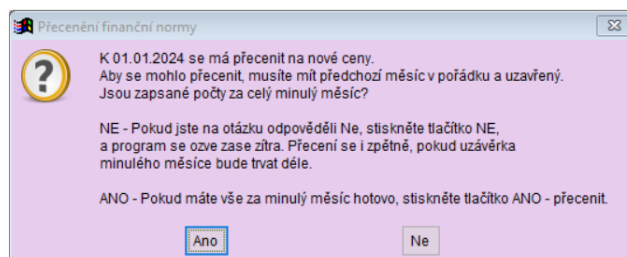 Přecenění finanční normy
K 01.01.2024 se má přecenit na nové ceny.
Aby se mohlo přecenit, musíte mít předchozí měsíc v pořádku a uzavřený.
Jsou zapsané počty za celý minulý měsíc?
NE - Pokud jste na otázku odpověděli Ne, stiskněte tlačítko NE,
a program se ozve zase zítra. Přecení se i zpětně, pokud uzávěrka
minulého měsíce bude trvat déle.
ANO - Pokud máte vše za minulý měsíc hotovo, stiskněte tlačítko ANO - přecenit.
Ano
Ne